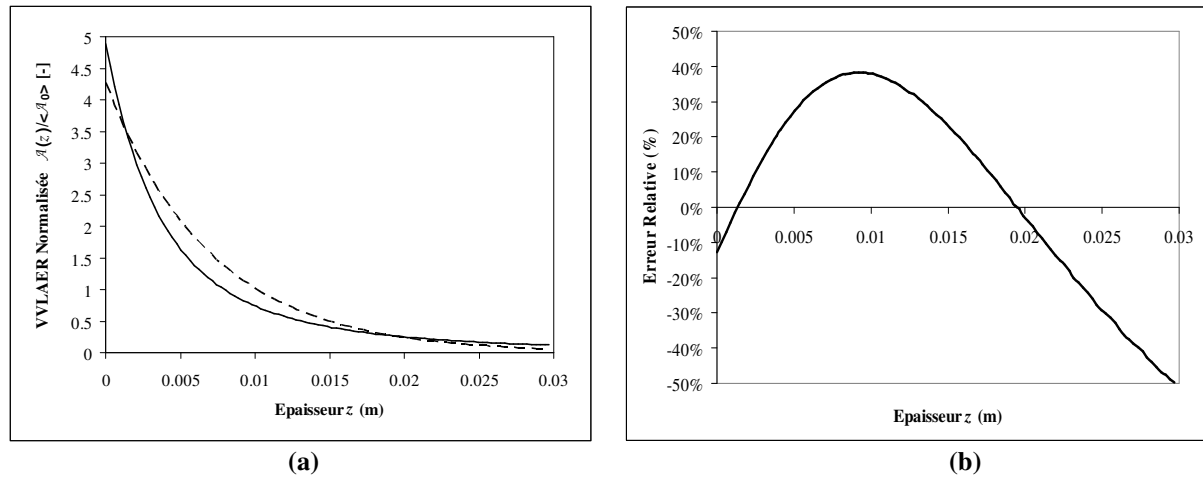 VVLAER Normalisée 𝒜(z)/<𝒜₀> [-]
5
4.5
4
3.5
3
2.5
2
1.5
1
0.5
0
0 0.005 0.01 0.015 0.02 0.025 0.03
Epaisseur z (m)
(a)
Erreur Relative (%)
50%
40%
30%
20%
10%
0%
-10%
-20%
-30%
-40%
-50%
0 0.005 0.01 0.015 0.02 0.025 0.03
Epaisseur z (m)
(b)